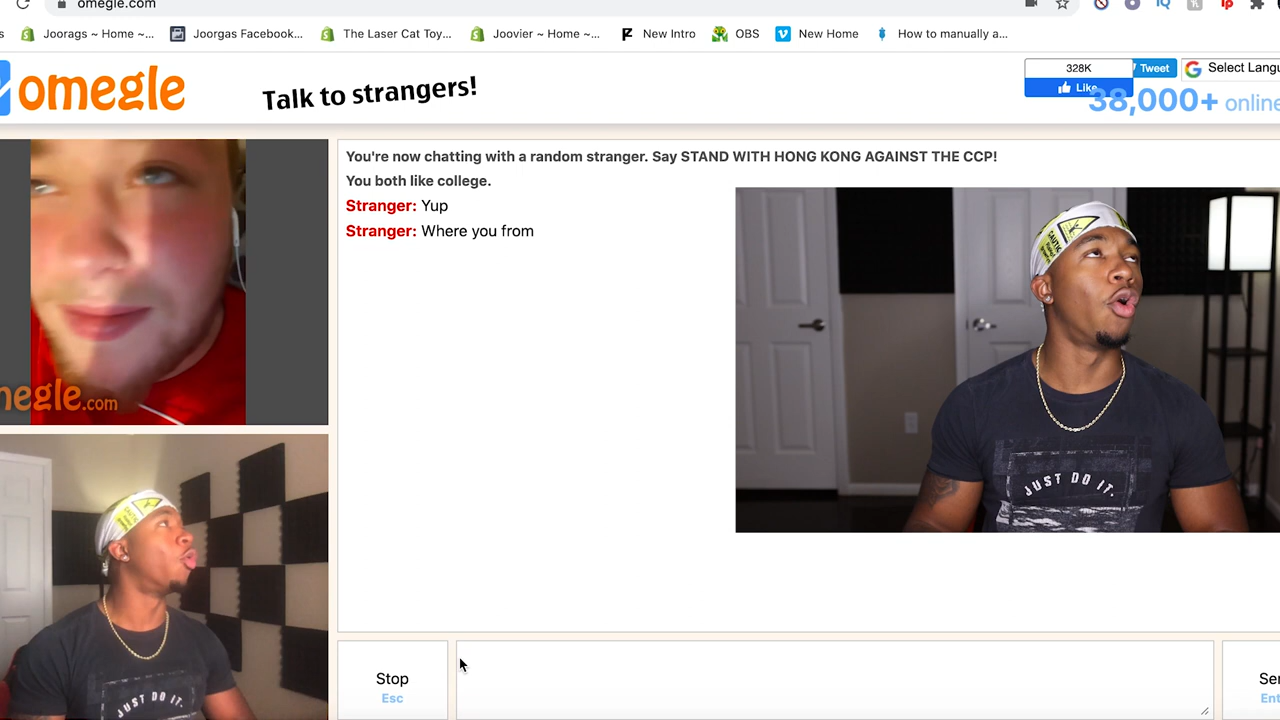 omegle.com
s
Joorags ~ Home ~...
Joorgas Facebook...
The Laser Cat Toy...
Joovier ~ Home ~...
New Intro
OBS
New Home
How to manually a...
omegle
Talk to strangers!
328K
Like
Tweet
Select Langu
38,000+ online
You're now chatting with a random stranger. Say STAND WITH HONG KONG AGAINST THE CCP!
You both like college.
Stranger: Yup
Stranger: Where you from
negle.com
JUST DO IT.
JUST DO IT.
Stop
Esc
Sen
Ent